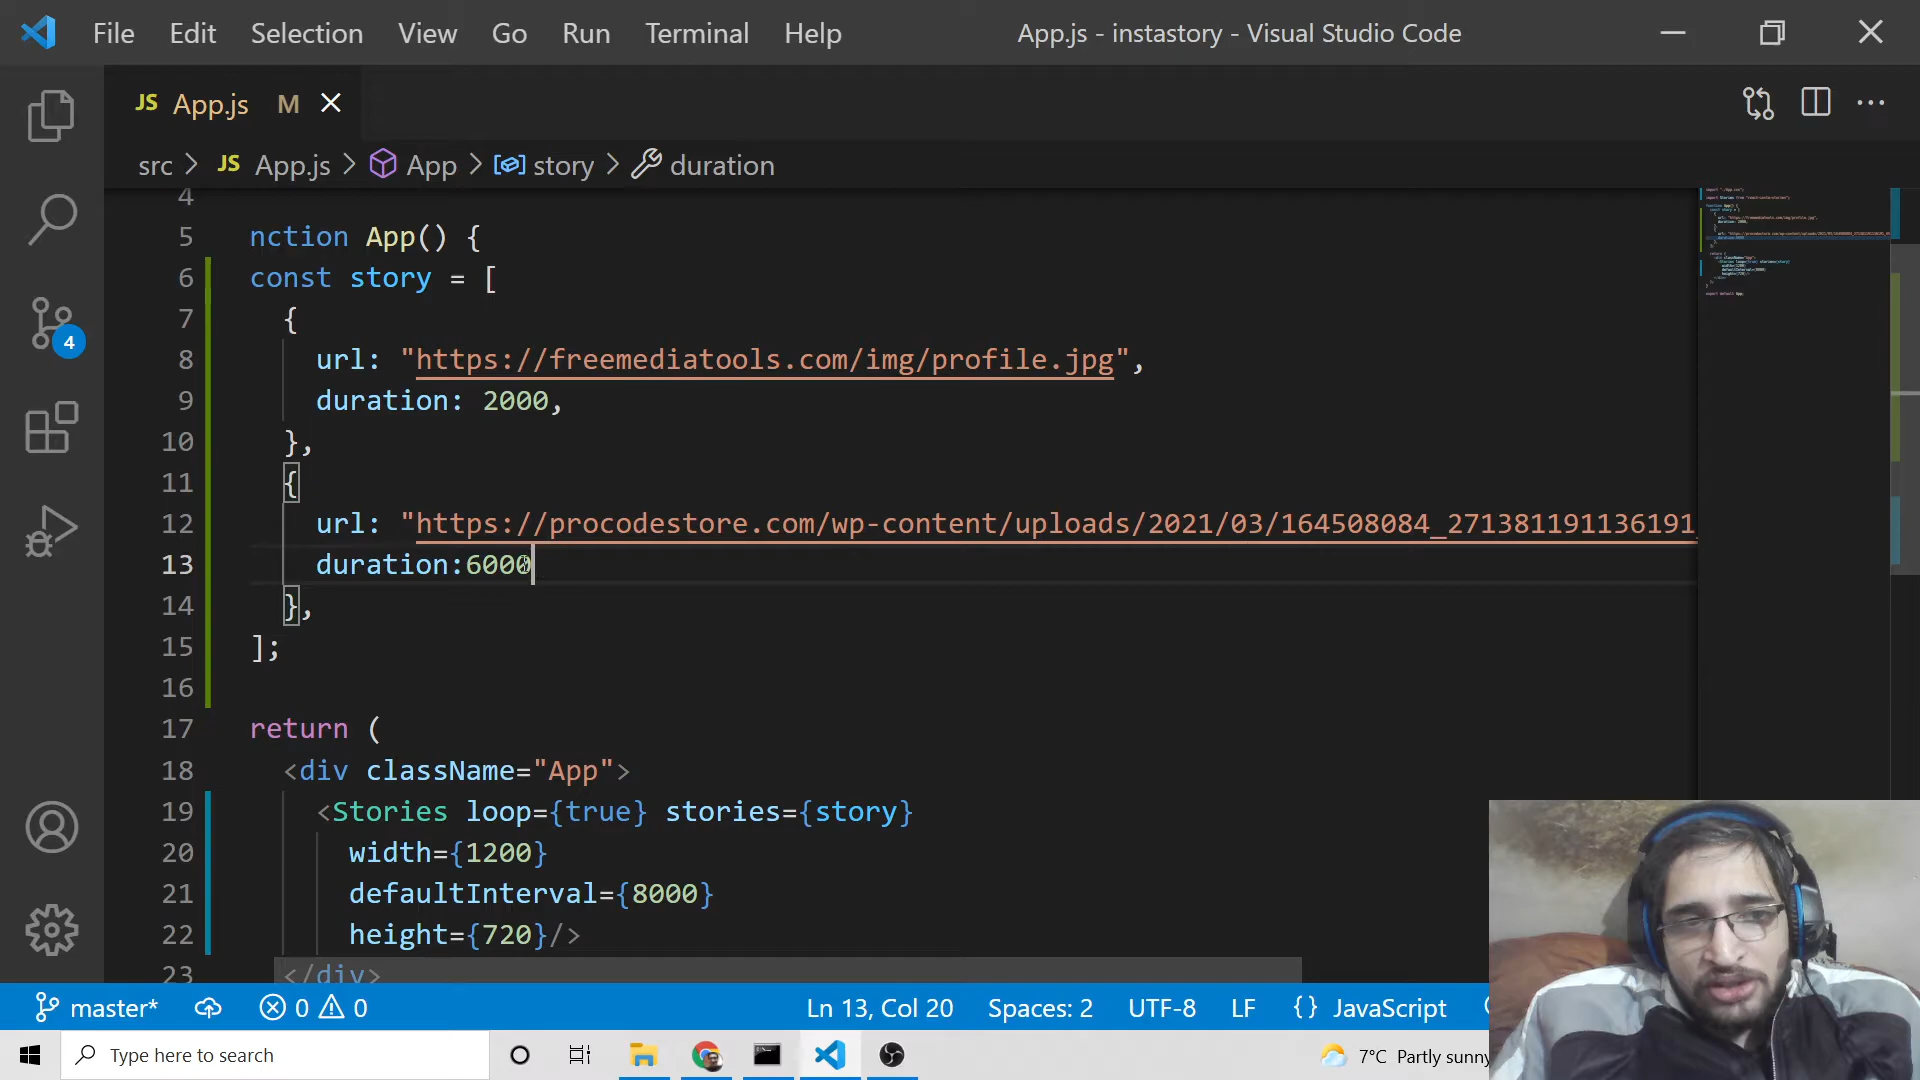 File Edit Selection View Go Run Terminal Help App.js - instastory - Visual Studio Code
JS App.js M
src > JS App.js > App > story > duration
4
5 nction App() {
6 const story = [
7 {
8 url: "https://freemediatools.com/img/profile.jpg",
9 duration: 2000,
10 },
11 {
12 url: "https://procodestore.com/wp-content/uploads/2021/03/164508084_271381191136191_
13 duration:6000
14 },
15 ];
16
17 return (
18 <div className="App">
19 <Stories loop={true} stories={story}
20 width={1200}
21 defaultInterval={8000}
22 height={720}/>
23 </div>
4
master* 0 0 Ln 13, Col 20 Spaces: 2 UTF-8 LF {} JavaScript
Type here to search 7°C Partly sunny